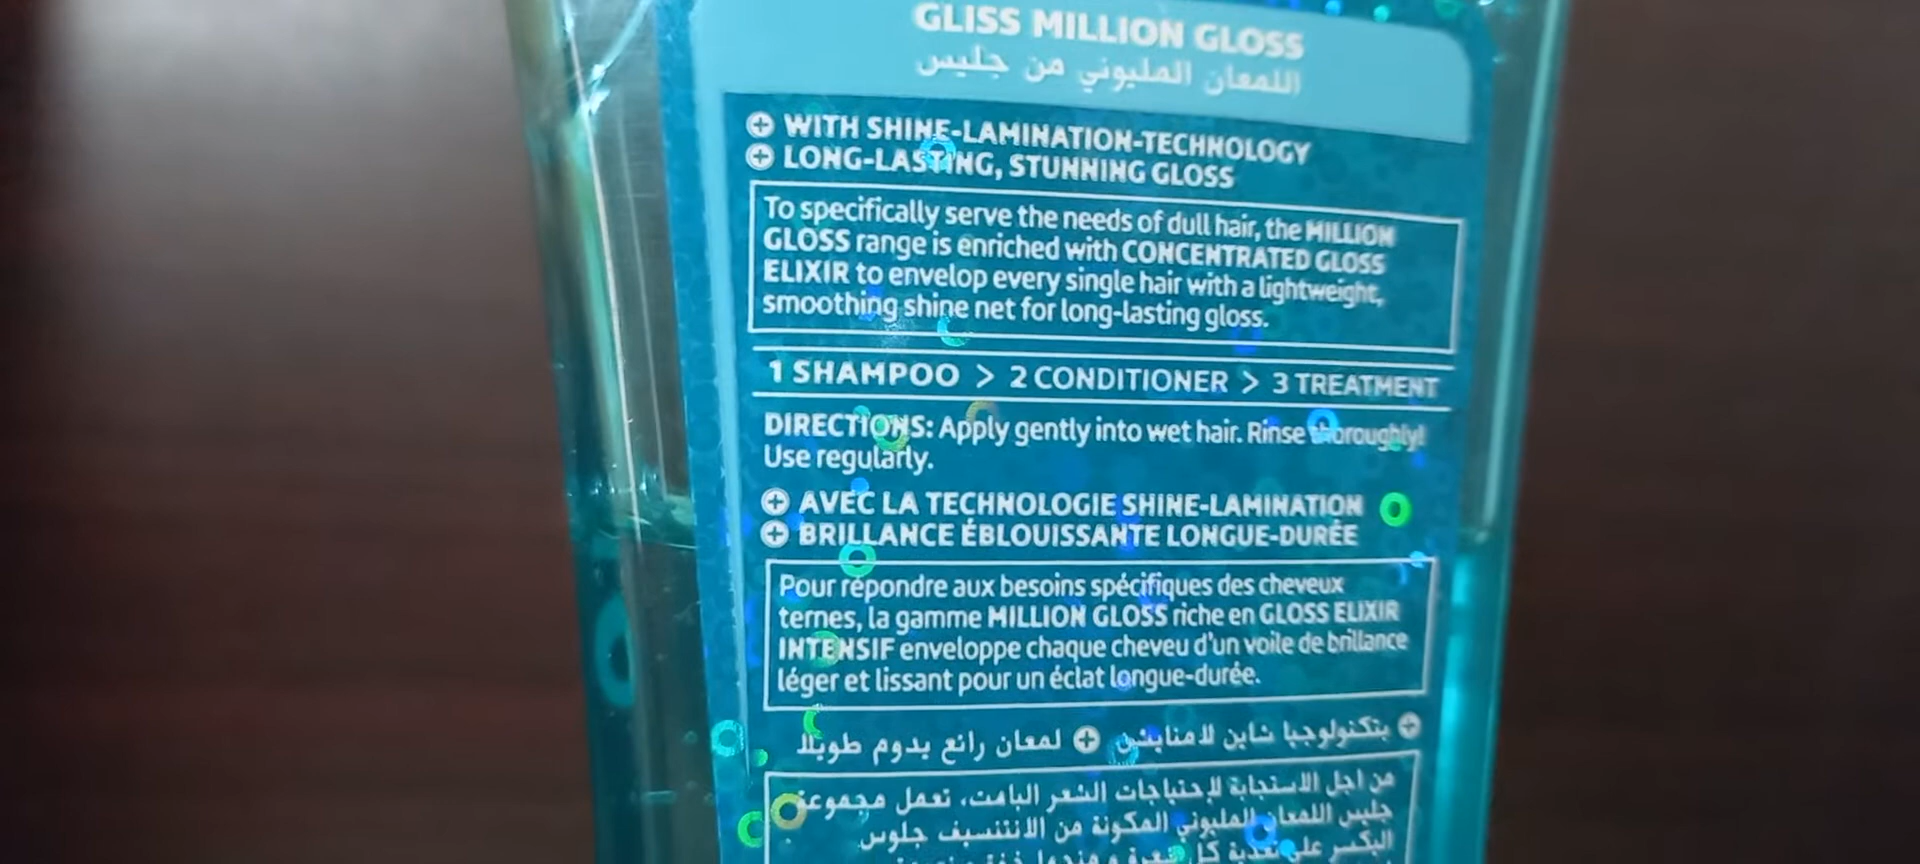 GLISS MILLION GLOSS
اللمعان المليوني من جليس
WITH SHINE-LAMINATION-TECHNOLOGY
LONG-LASTING, STUNNING GLOSS
To specifically serve the needs of dull hair, the MILLION
GLOSS range is enriched with CONCENTRATED GLOSS
ELIXIR to envelop every single hair with a lightweight,
smoothing shine net for long-lasting gloss.
1 SHAMPOO > 2 CONDITIONER > 3 TREATMENT
DIRECTIONS: Apply gently into wet hair. Rinse thoroughly!
Use regularly.
AVEC LA TECHNOLOGIE SHINE-LAMINATION
BRILLANCE ÉBLOUISSANTE LONGUE-DURÉE
Pour répondre aux besoins spécifiques des cheveux
ternes, la gamme MILLION GLOSS riche en GLOSS ELIXIR
INTENSIF enveloppe chaque cheveu d'un voile de brillance
léger et lissant pour un éclat longue-durée.
بتكنولوجيا شاين لامنايشن لمعان رائع يدوم طويلا
من اجل الاستجابة لإحتياجات الشعر الباهت، تعمل مجموعة
جليس اللمعان المليوني المكونة من الانتنسيف جلوس
على تغذية كل شعرة و